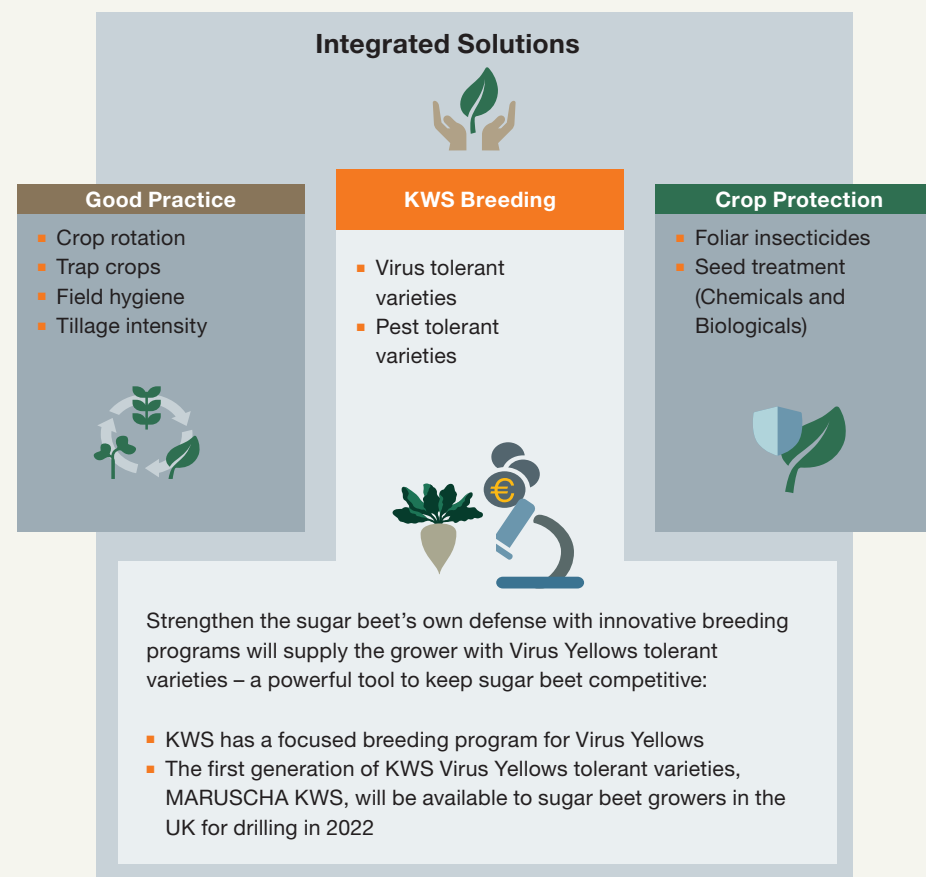 Integrated Solutions
Good Practice
■ Crop rotation
■ Trap crops
■ Field hygiene
■ Tillage intensity
KWS Breeding
■ Virus tolerant
varieties
■ Pest tolerant
varieties
€
Crop Protection
■ Foliar insecticides
■ Seed treatment
(Chemicals and
Biologicals)
Strengthen the sugar beet’s own defense with innovative breeding
programs will supply the grower with Virus Yellows tolerant
varieties – a powerful tool to keep sugar beet competitive:
■ KWS has a focused breeding program for Virus Yellows
■ The first generation of KWS Virus Yellows tolerant varieties,
MARUSCHA KWS, will be available to sugar beet growers in the
UK for drilling in 2022